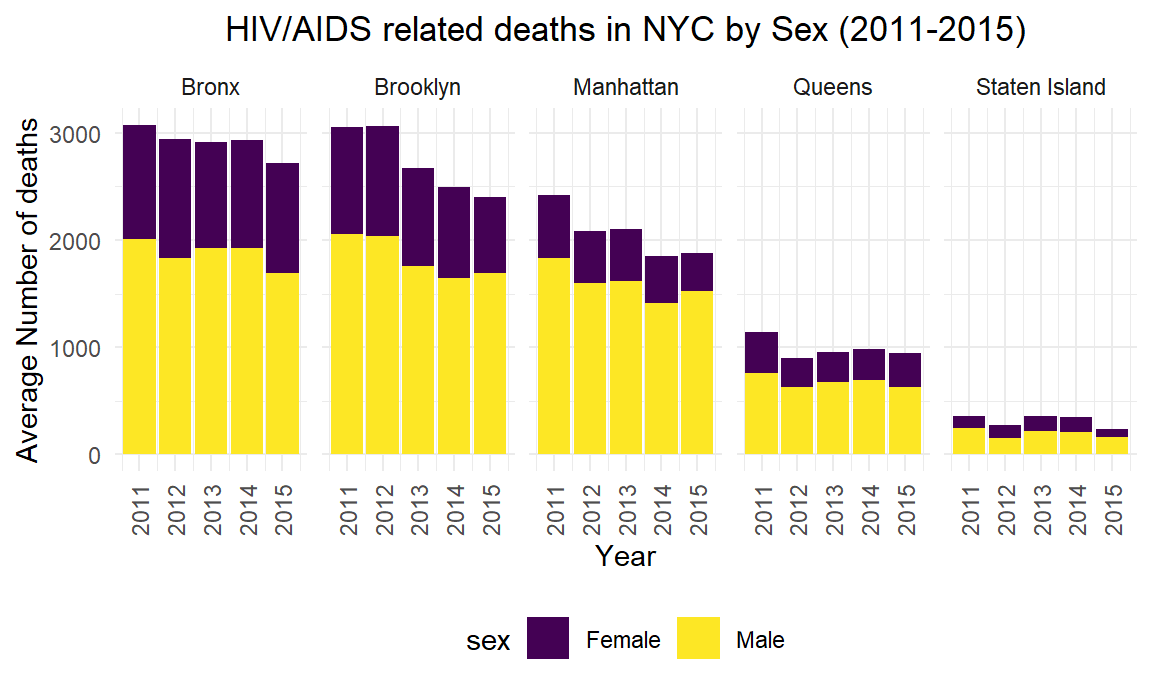 HIV/AIDS related deaths in NYC by Sex (2011-2015)
Bronx Brooklyn Manhattan Queens Staten Island
Average Number of deaths
3000
2000
1000
0
2011 2012 2013 2014 2015 2011 2012 2013 2014 2015 2011 2012 2013 2014 2015 2011 2012 2013 2014 2015 2011 2012 2013 2014 2015
Year
sex Female Male